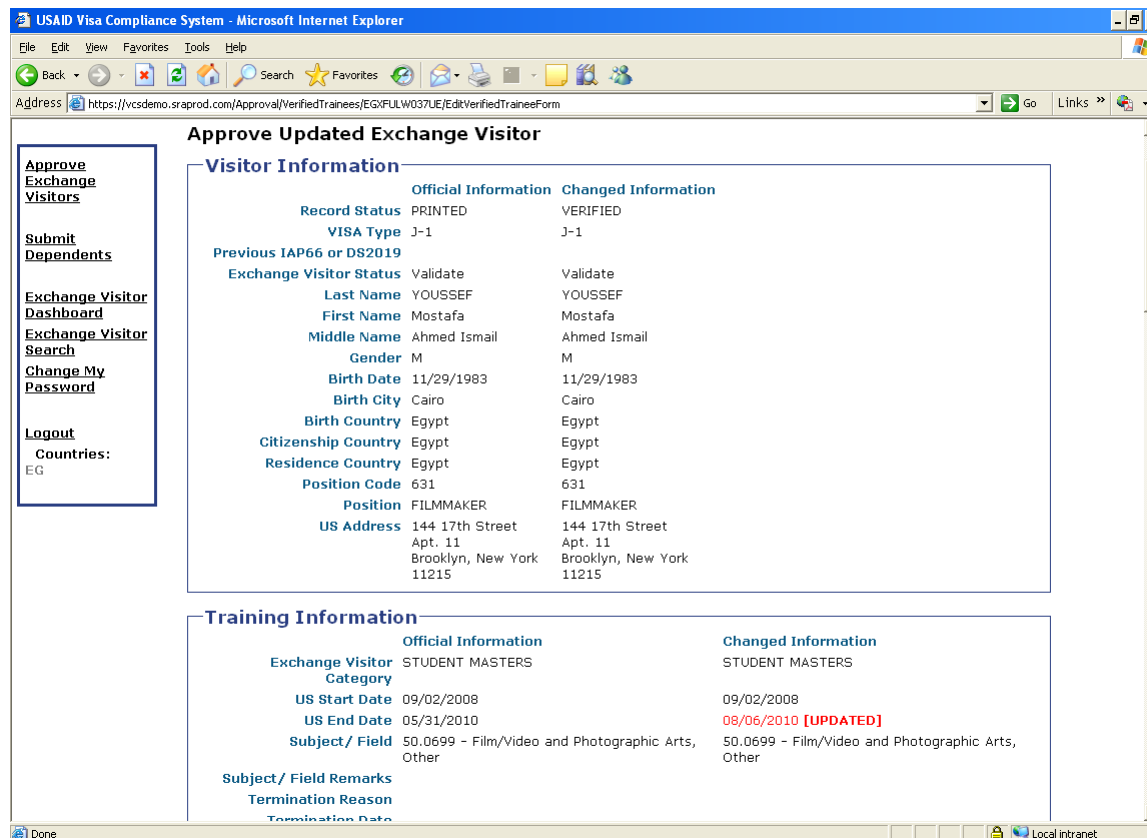 USAID Visa Compliance System - Microsoft Internet Explorer
File Edit View Favorites Tools Help
Back Search Favorites
Address https://vcsdemo.sraprod.com/Approval/VerifiedTrainees/EGXFULW037UE/EditVerifiedTraineeForm Go Links »
Approve
Exchange
Visitors
Submit
Dependents
Exchange Visitor
Dashboard
Exchange Visitor
Search
Change My
Password
Logout
Countries:
EG
Approve Updated Exchange Visitor
Visitor Information
Official Information Changed Information
Record Status PRINTED VERIFIED
VISA Type J-1 J-1
Previous IAP66 or DS2019
Exchange Visitor Status Validate Validate
Last Name YOUSSEF YOUSSEF
First Name Mostafa Mostafa
Middle Name Ahmed Ismail Ahmed Ismail
Gender M M
Birth Date 11/29/1983 11/29/1983
Birth City Cairo Cairo
Birth Country Egypt Egypt
Citizenship Country Egypt Egypt
Residence Country Egypt Egypt
Position Code 631 631
Position FILMMAKER FILMMAKER
US Address 144 17th Street 144 17th Street
Apt. 11 Apt. 11
Brooklyn, New York Brooklyn, New York
11215 11215
Training Information
Official Information Changed Information
Exchange Visitor STUDENT MASTERS STUDENT MASTERS
Category
US Start Date 09/02/2008 09/02/2008
US End Date 05/31/2010 08/06/2010 [UPDATED]
Subject/ Field 50.0699 - Film/Video and Photographic Arts, 50.0699 - Film/Video and Photographic Arts,
Other Other
Subject/ Field Remarks
Termination Reason
Termination Date
Done Local intranet